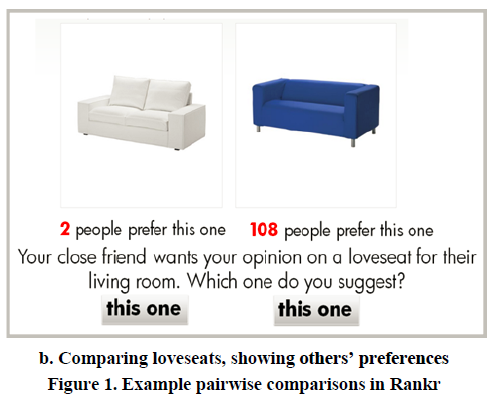 2 people prefer this one
108 people prefer this one
Your close friend wants your opinion on a loveseat for their
living room. Which one do you suggest?
this one
this one
b. Comparing loveseats, showing others’ preferences
Figure 1. Example pairwise comparisons in Rankr